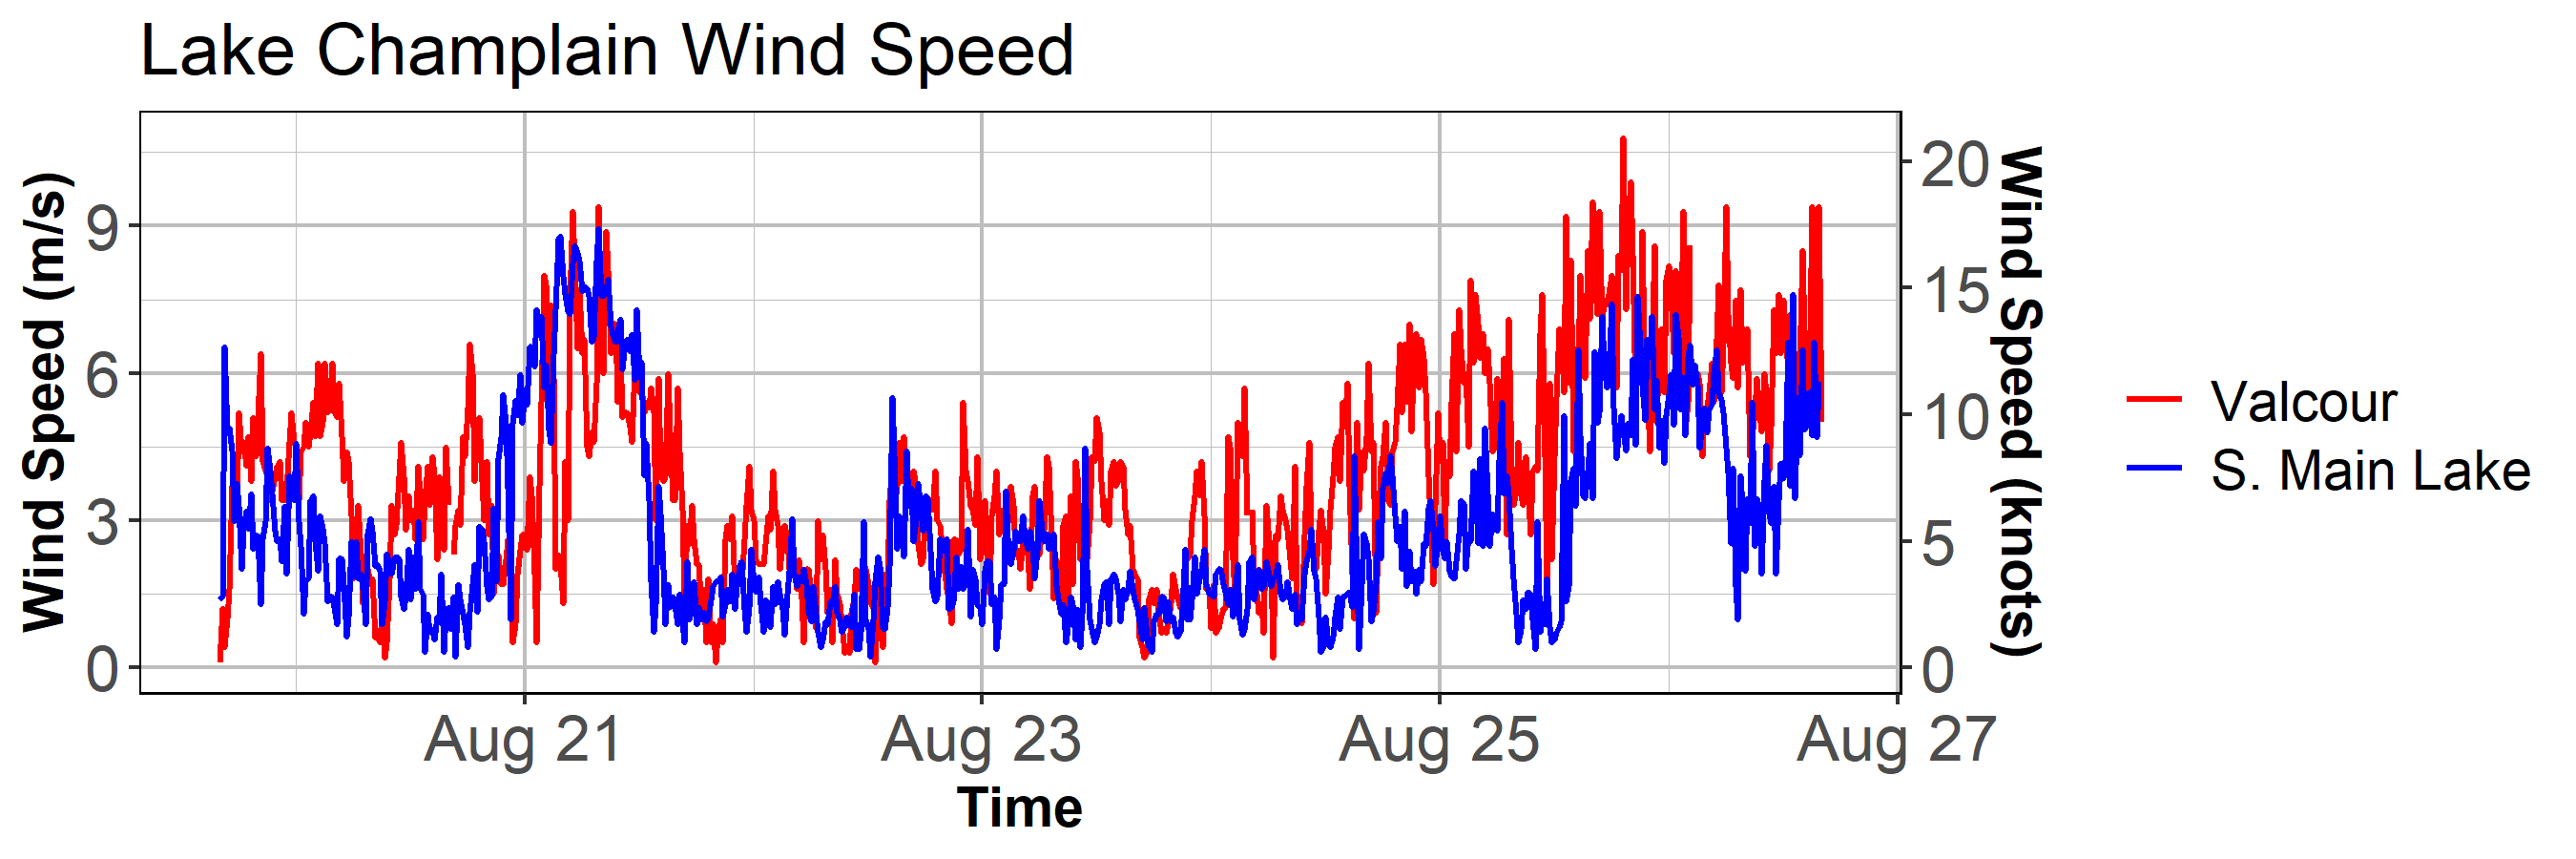 Lake Champlain Wind Speed
Wind Speed (m/s)
9
6
3
0
20
15
10
5
0
Wind Speed (knots)
Aug 21
Aug 23
Aug 25
Aug 27
Time
Valcour
S. Main Lake